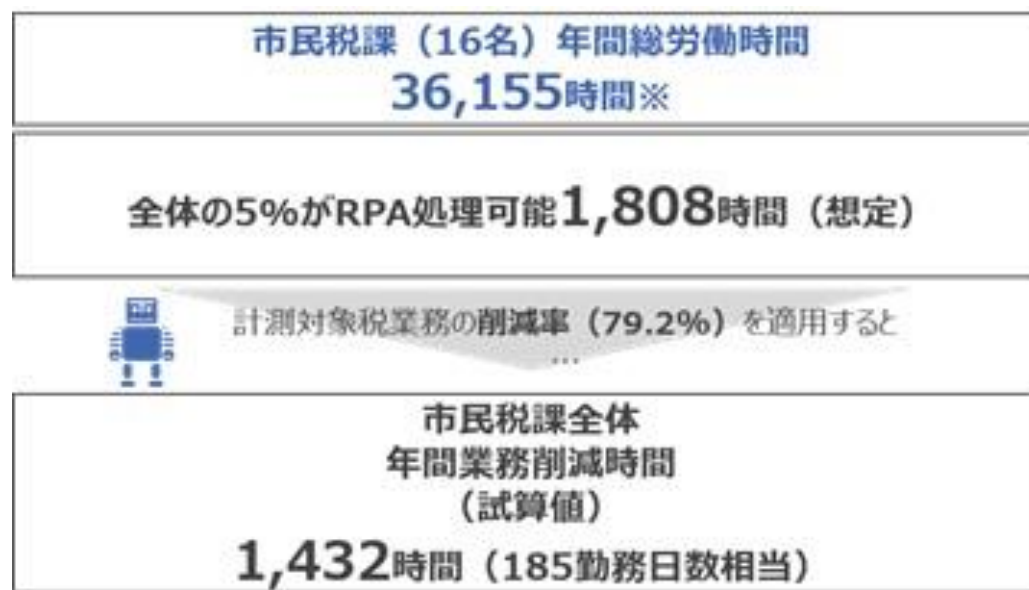 市民税課（16名）年間総労働時間
36,155時間※
全体の5%がRPA処理可能1,808時間（想定）
計測対象税業務の削減率（79.2%）を適用すると
…
市民税課全体
年間業務削減時間
（試算値）
1,432時間（185勤務日数相当）